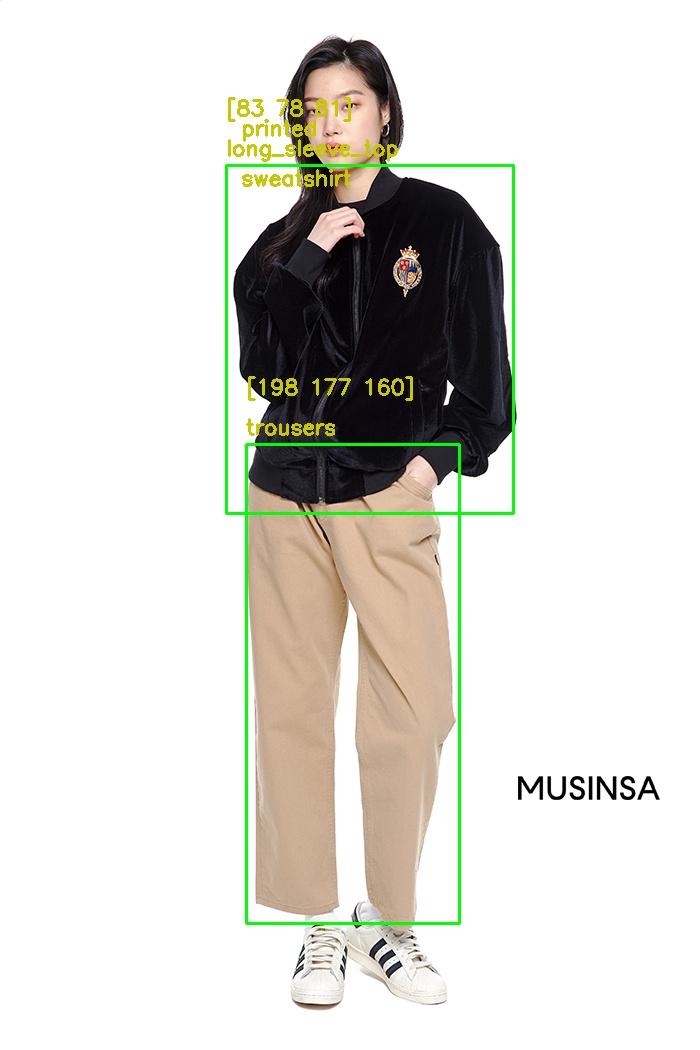 [83 78 81]
printed
long_sleeve_top
sweatshirt
[198 177 160]
trousers
MUSINSA